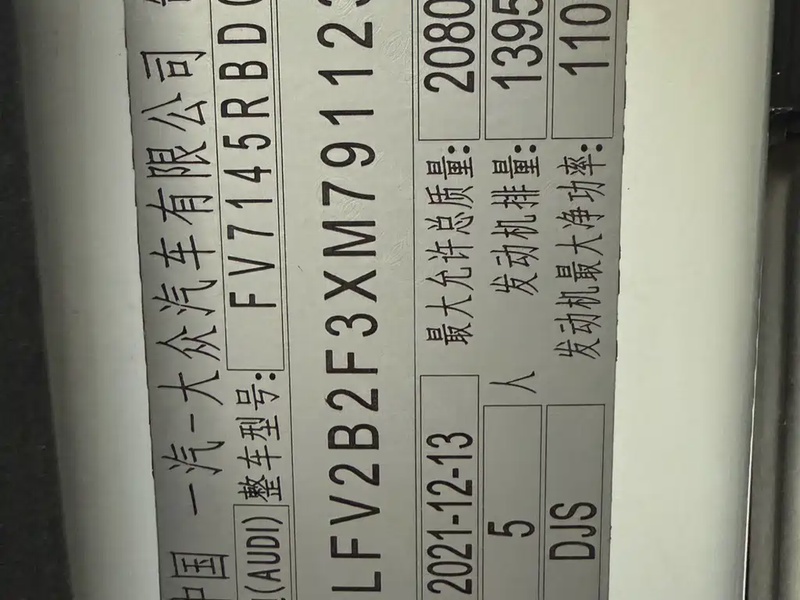 中国 一汽-大众汽车有限公司
(AUDI) 整车型号: FV7145RBD
LFV2B2F3XM791123
2021-12-13 最大允许总质量: 2080
5 人 发动机排量: 1395
DJS 发动机最大净功率: 110